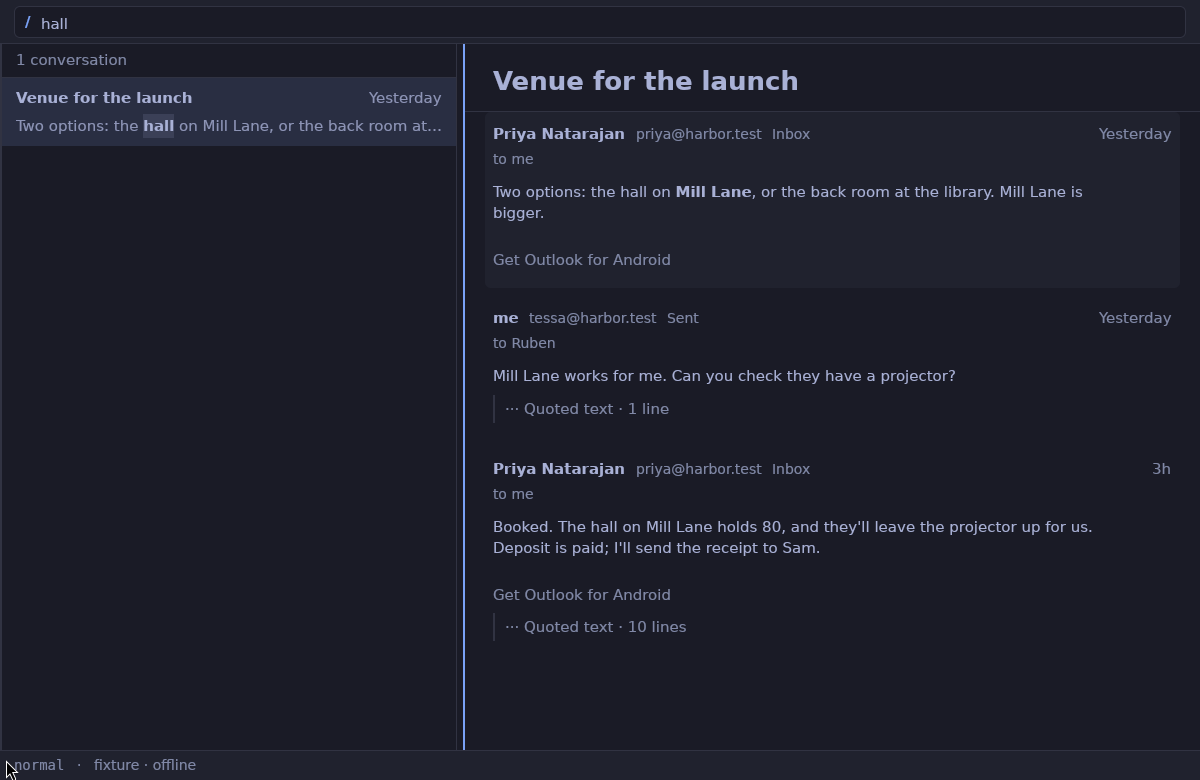 / hall
1 conversation
Venue for the launch Yesterday
Two options: the hall on Mill Lane, or the back room at…
Venue for the launch
Priya Natarajan priya@harbor.test Inbox Yesterday
to me
Two options: the hall on Mill Lane, or the back room at the library. Mill Lane is
bigger.
Get Outlook for Android
me tessa@harbor.test Sent Yesterday
to Ruben
Mill Lane works for me. Can you check they have a projector?
··· Quoted text · 1 line
Priya Natarajan priya@harbor.test Inbox 3h
to me
Booked. The hall on Mill Lane holds 80, and they'll leave the projector up for us.
Deposit is paid; I'll send the receipt to Sam.
Get Outlook for Android
··· Quoted text · 10 lines
normal · fixture · offline